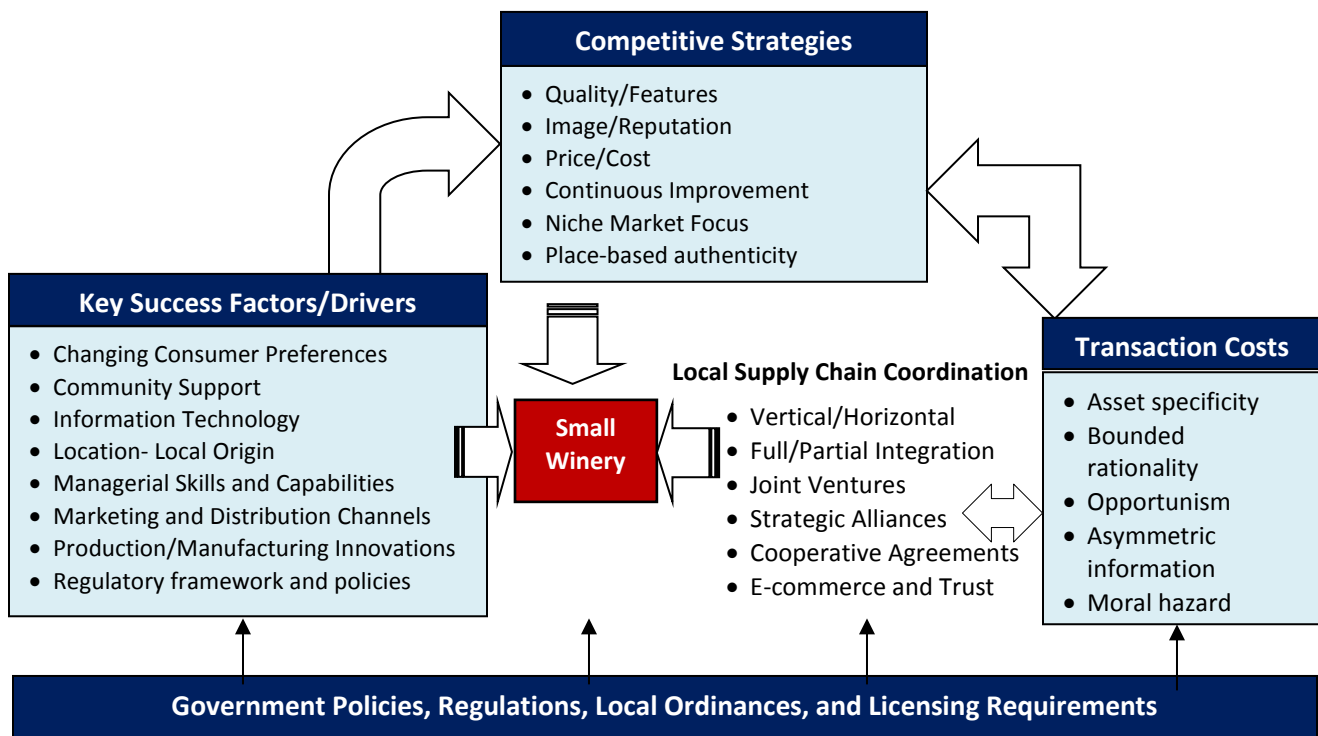 Competitive Strategies
• Quality/Features
• Image/Reputation
• Price/Cost
• Continuous Improvement
• Niche Market Focus
• Place-based authenticity
Key Success Factors/Drivers
• Changing Consumer Preferences
• Community Support
• Information Technology
• Location- Local Origin
• Managerial Skills and Capabilities
• Marketing and Distribution Channels
• Production/Manufacturing Innovations
• Regulatory framework and policies
Small
Winery
Local Supply Chain Coordination
• Vertical/Horizontal
• Full/Partial Integration
• Joint Ventures
• Strategic Alliances
• Cooperative Agreements
• E-commerce and Trust
Transaction Costs
• Asset specificity
• Bounded
rationality
• Opportunism
• Asymmetric
information
• Moral hazard
Government Policies, Regulations, Local Ordinances, and Licensing Requirements